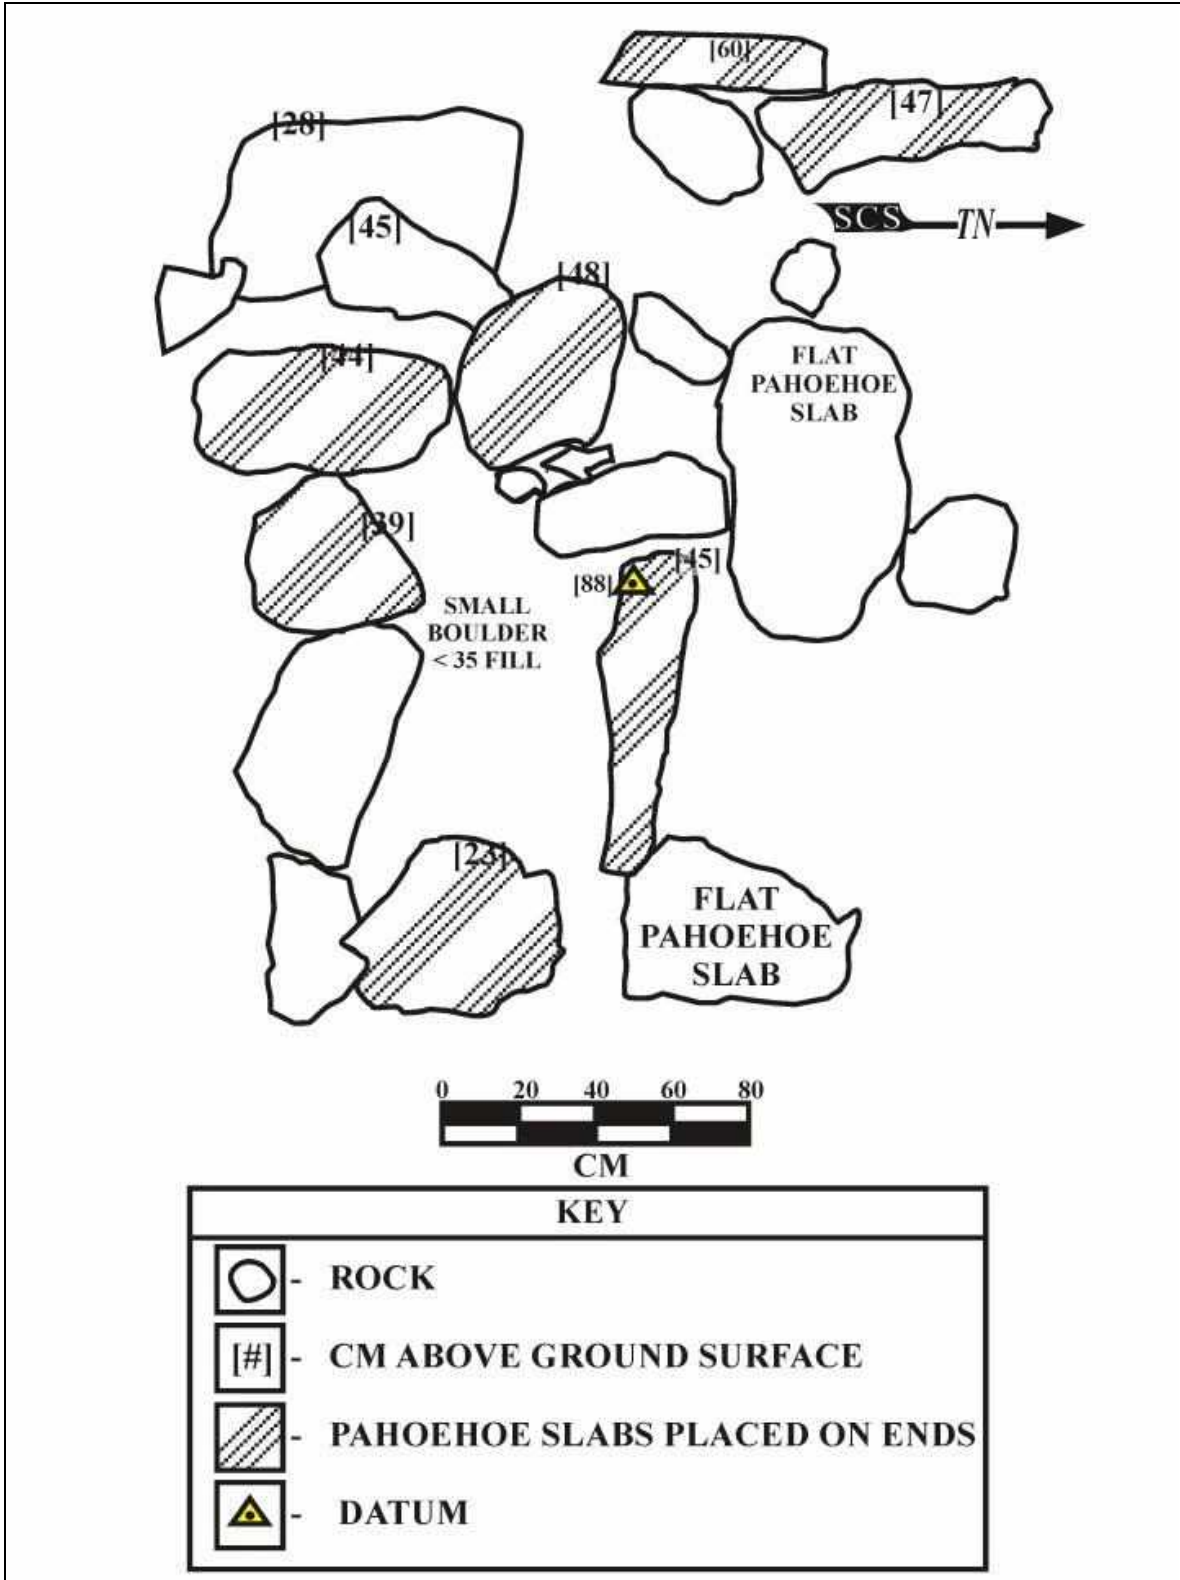 [60]
[47]
[28]
SCS TN
[45]
[48]
FLAT
PAHOEHOE
SLAB
[44]
[39]
[45]
[88]
SMALL
BOULDER
< 35 FILL
[23]
FLAT
PAHOEHOE
SLAB
0 20 40 60 80
CM
KEY
- ROCK
[#] - CM ABOVE GROUND SURFACE
- PAHOEHOE SLABS PLACED ON ENDS
- DATUM